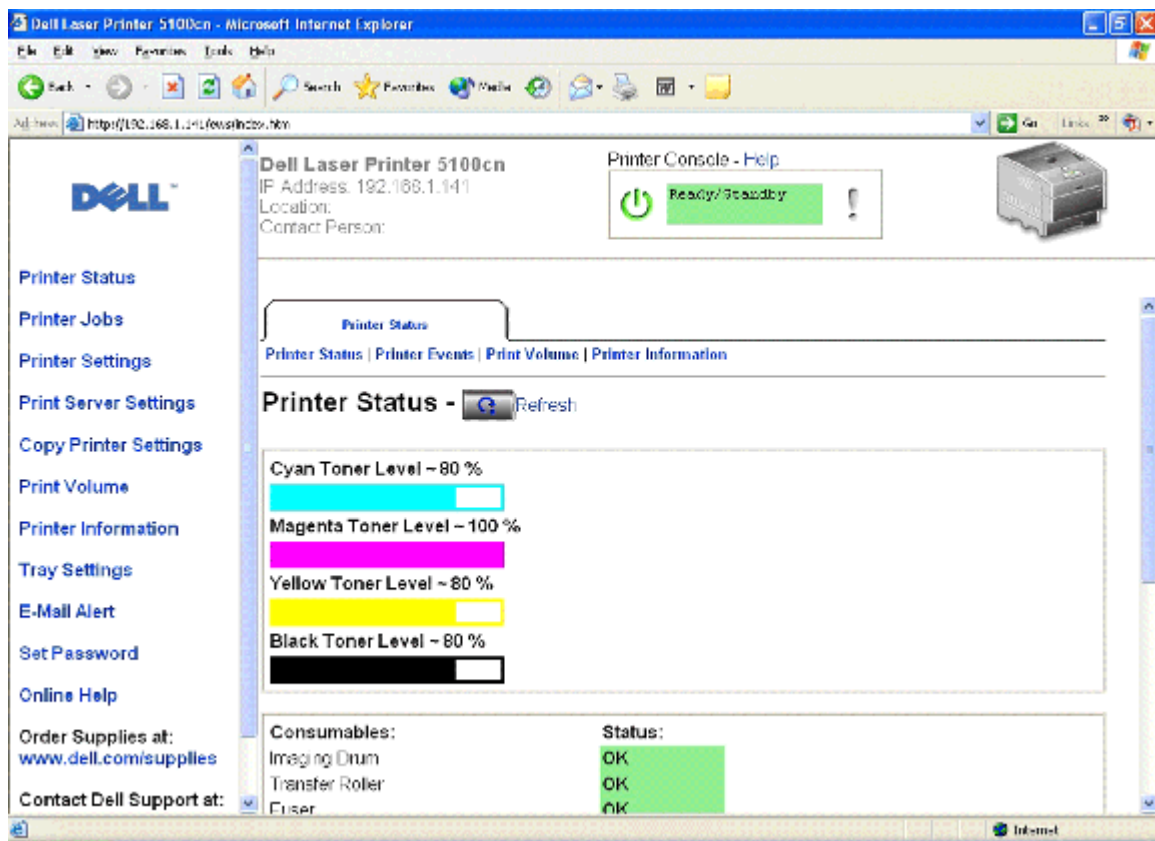 Dell Laser Printer 5100cn - Microsoft Internet Explorer
File Edit View Favorites Tools Help
Back Search Favorites Media
Address http://192.168.1.141/ews/index.htm Go Links »
DELL™
Dell Laser Printer 5100cn
IP Address: 192.168.1.141
Location:
Contact Person:
Printer Console - Help
Ready/Standby
!
Printer Status
Printer Jobs
Printer Settings
Print Server Settings
Copy Printer Settings
Print Volume
Printer Information
Tray Settings
E-Mail Alert
Set Password
Online Help
Order Supplies at:
www.dell.com/supplies
Contact Dell Support at:
Printer Status
Printer Status | Printer Events | Print Volume | Printer Information
Printer Status - Refresh
Cyan Toner Level ~ 80 %
Magenta Toner Level ~ 100 %
Yellow Toner Level ~ 80 %
Black Toner Level ~ 80 %
Consumables: Status:
Imaging Drum OK
Transfer Roller OK
Fuser OK
Internet